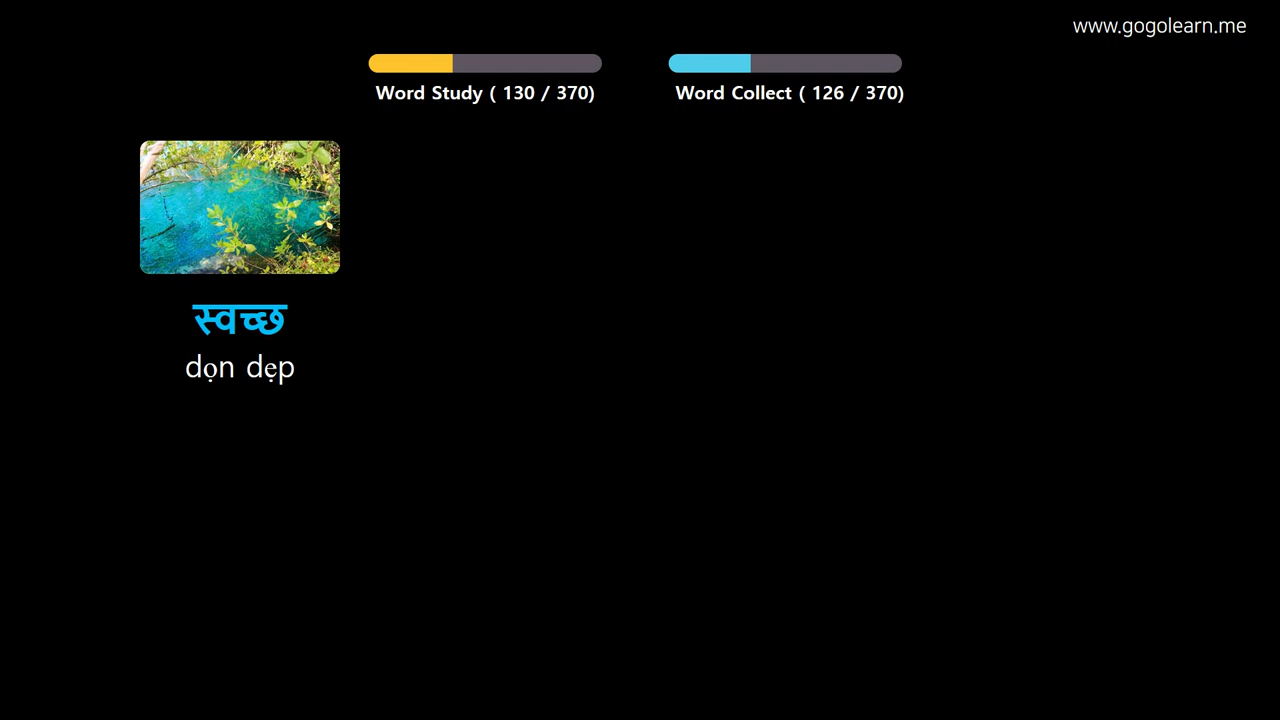 www.gogolearn.me
Word Study ( 130 / 370)
Word Collect ( 126 / 370)
स्वच्छ
dọn dẹp